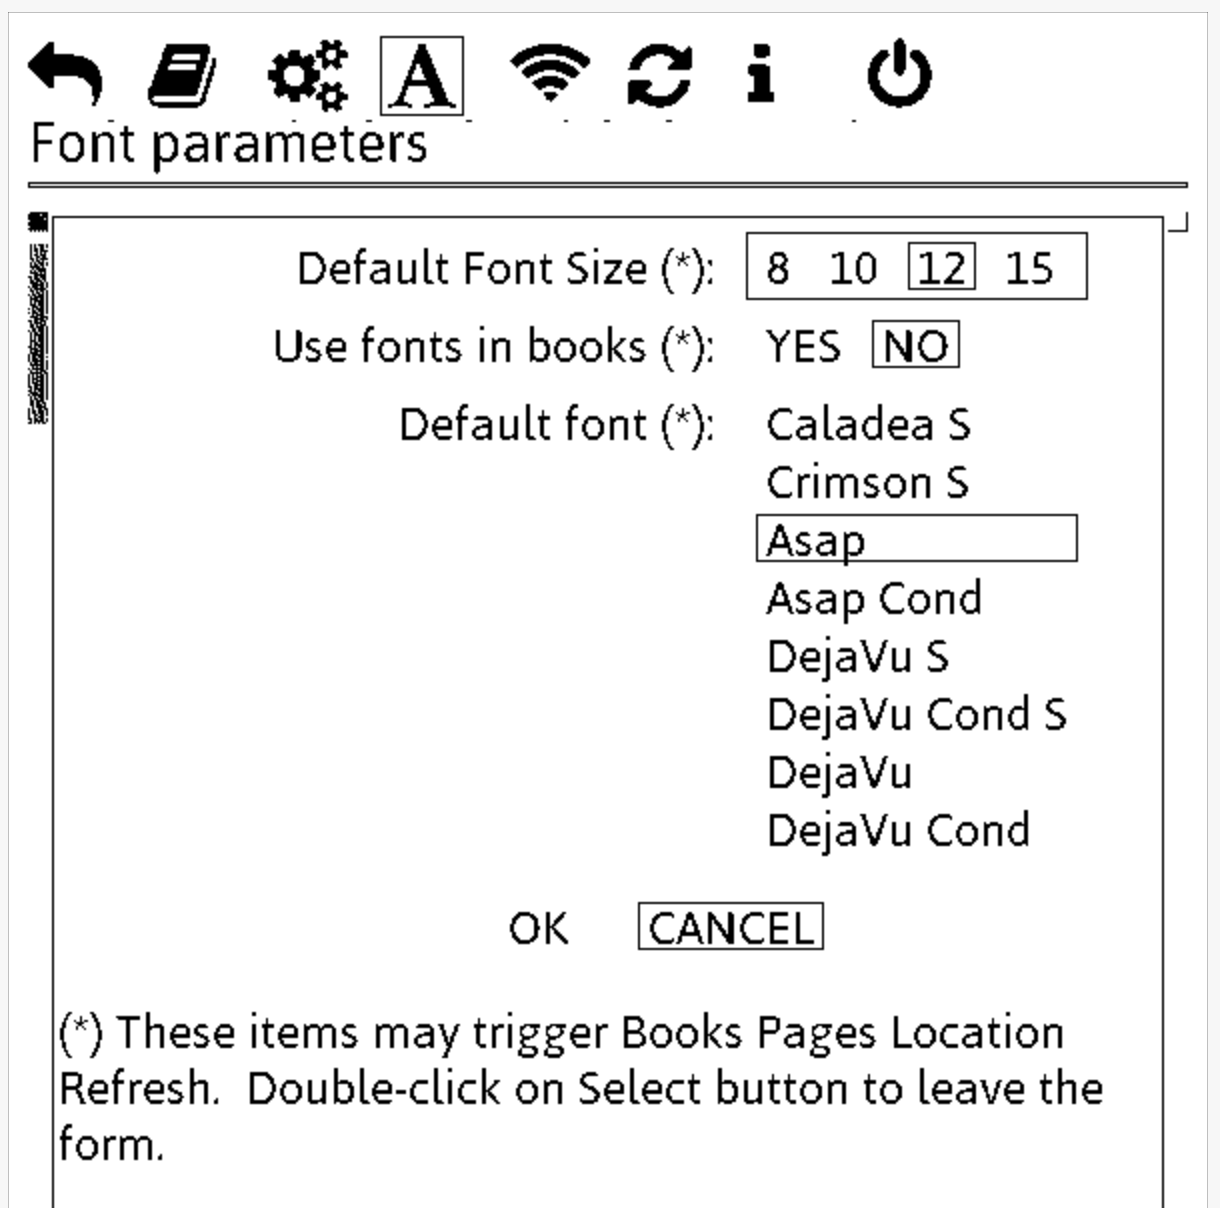 A
Font parameters
Default Font Size (*): 8 10 12 15
Use fonts in books (*): YES NO
Default font (*): Caladea S
Crimson S
Asap
Asap Cond
DejaVu S
DejaVu Cond S
DejaVu
DejaVu Cond
OK CANCEL
(*) These items may trigger Books Pages Location
Refresh.  Double-click on Select button to leave the
form.